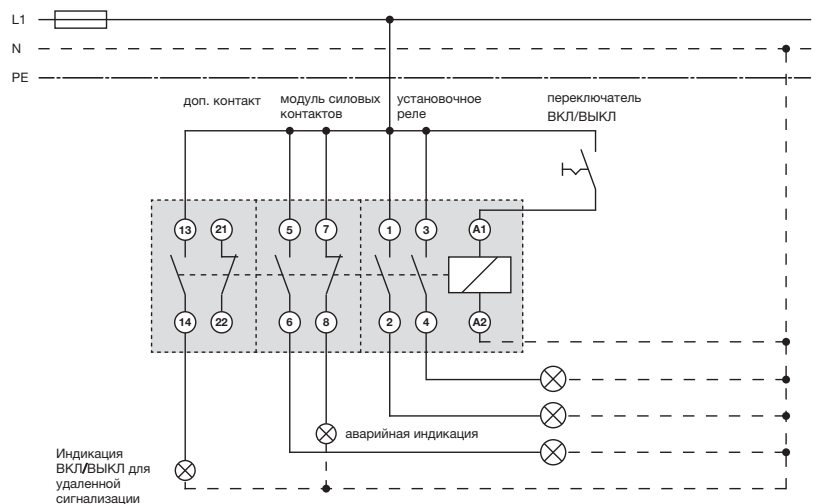 L1
N
PE
доп. контакт
модуль силовых
контактов
установочное
реле
переключатель
ВКЛ/ВЫКЛ
13 21 5 7 1 3 A1
14 22 6 8 2 4 A2
аварийная индикация
Индикация
ВКЛ/ВЫКЛ для
удаленной
сигнализации